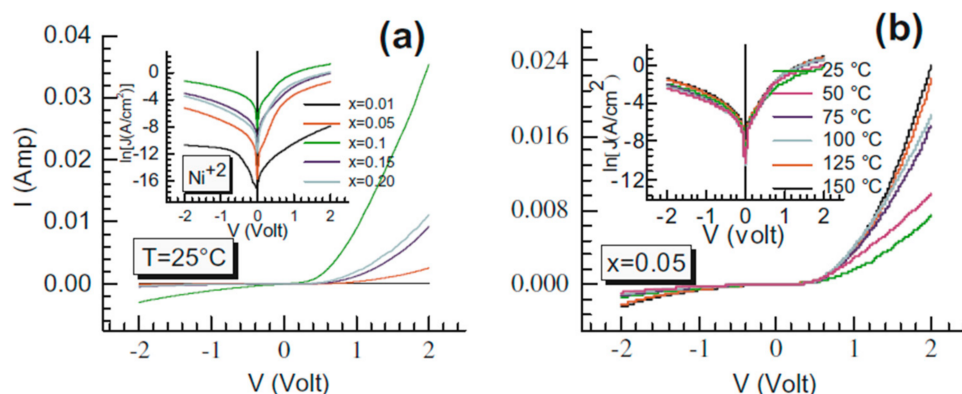 (a)
I (Amp)
0.04
0.03
0.02
0.01
0.00
-2
-1
0
1
2
V (Volt)
T=25°C
ln[J(A/cm²)]
0
-4
-8
-12
-16
-2
-1
0
1
2
V (Volt)
Ni+2
x=0.01
x=0.05
x=0.1
x=0.15
x=0.20
(b)
0.024
0.016
0.008
0.000
-2
-1
0
1
2
V (Volt)
x=0.05
ln[J(A/cm²)
0
-4
-8
-12
-2
-1
0
1
2
V (volt)
25 °C
50 °C
75 °C
100 °C
125 °C
150 °C